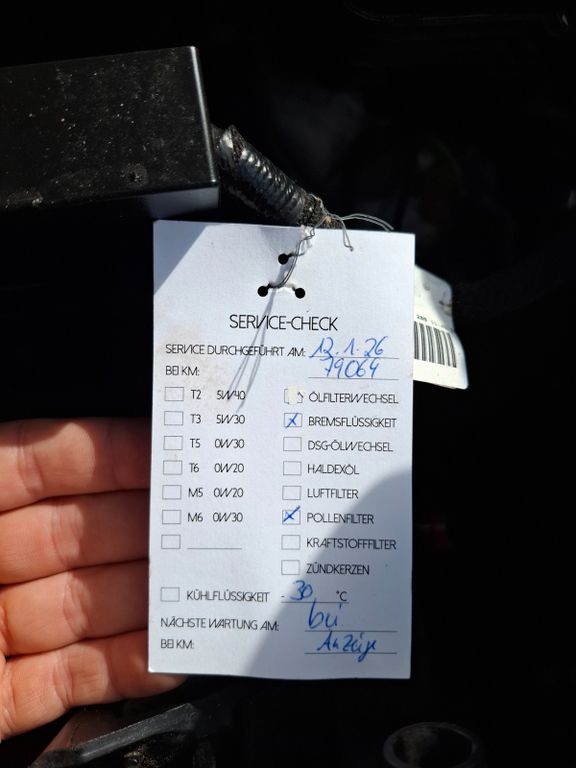 SERVICE-CHECK
SERVICE DURCHGEFÜHRT AM: 12.1.26
BEI KM: 79064
T2 5W40
T3 5W30
T5 0W30
T6 0W20
M5 0W20
M6 0W30
ÖLFILTERWECHSEL
BREMSFLÜSSIGKEIT
DSG-ÖLWECHSEL
HALDEXÖL
LUFTFILTER
POLLENFILTER
KRAFTSTOFFFILTER
ZÜNDKERZEN
KÜHLFLÜSSIGKEIT - 30 °C
NÄCHSTE WARTUNG AM: bei
BEI KM: Anzeige